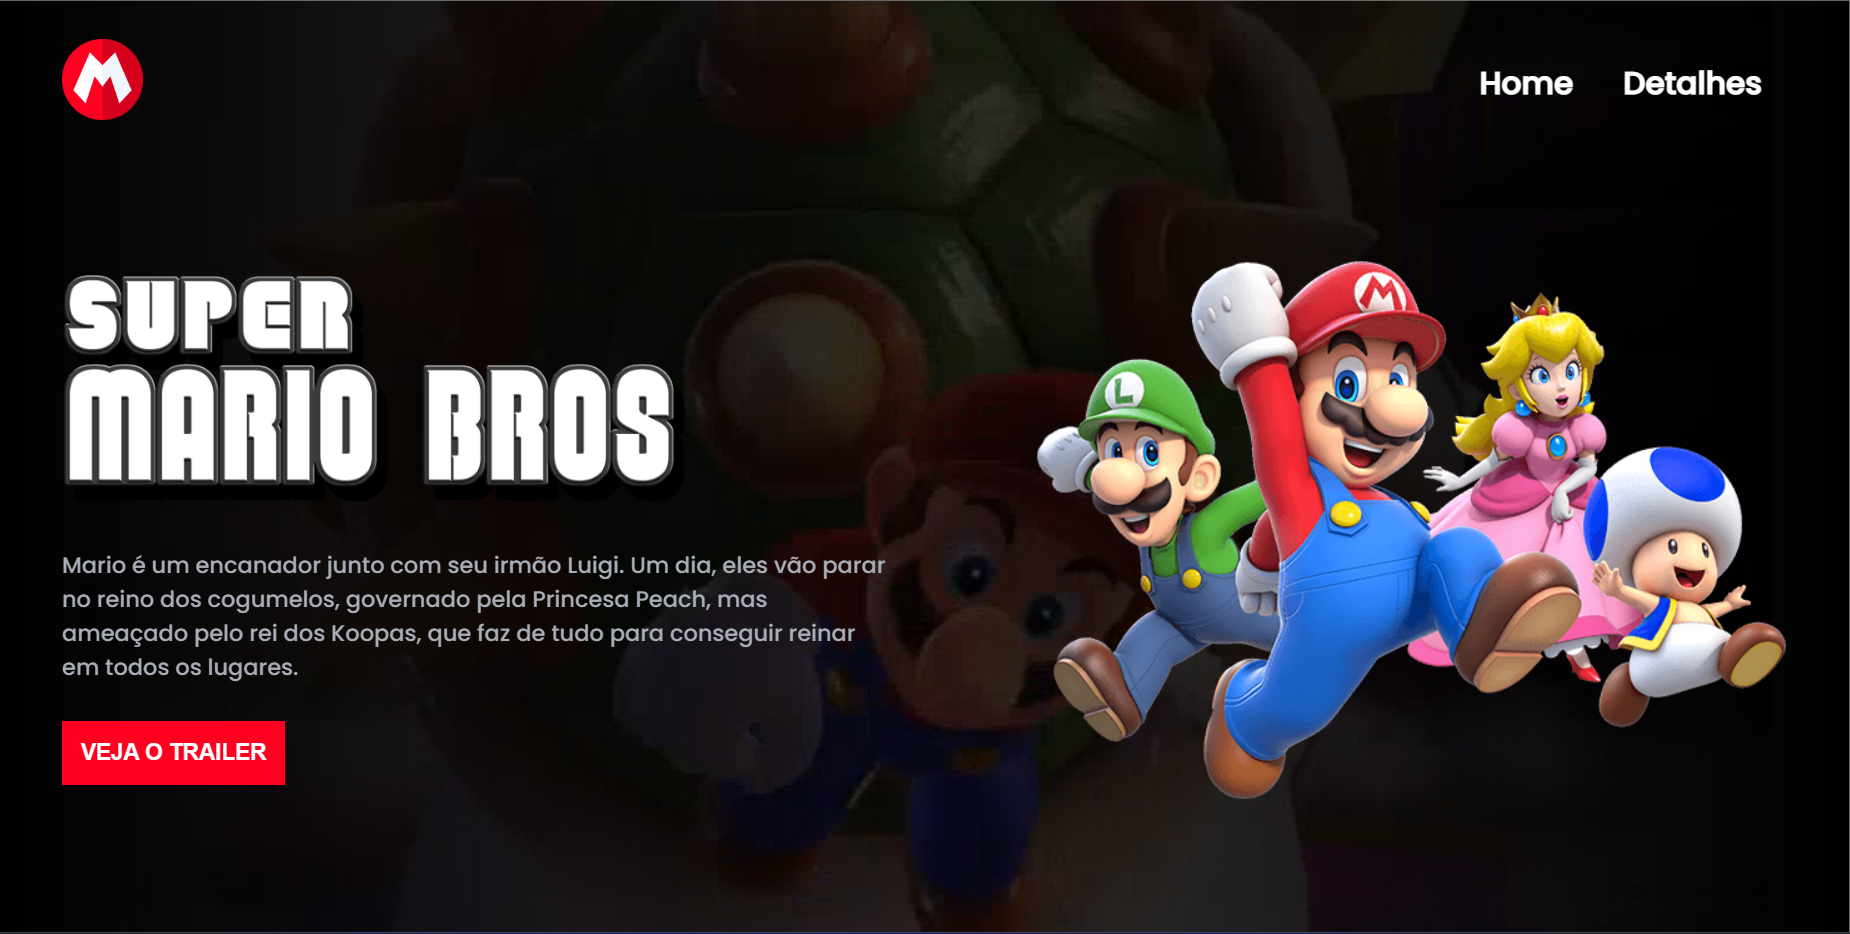 M
Home Detalhes
SUPER
MARIO BROS
M
L
Mario é um encanador junto com seu irmão Luigi. Um dia, eles vão parar
no reino dos cogumelos, governado pela Princesa Peach, mas
ameaçado pelo rei dos Koopas, que faz de tudo para conseguir reinar
em todos os lugares.
VEJA O TRAILER